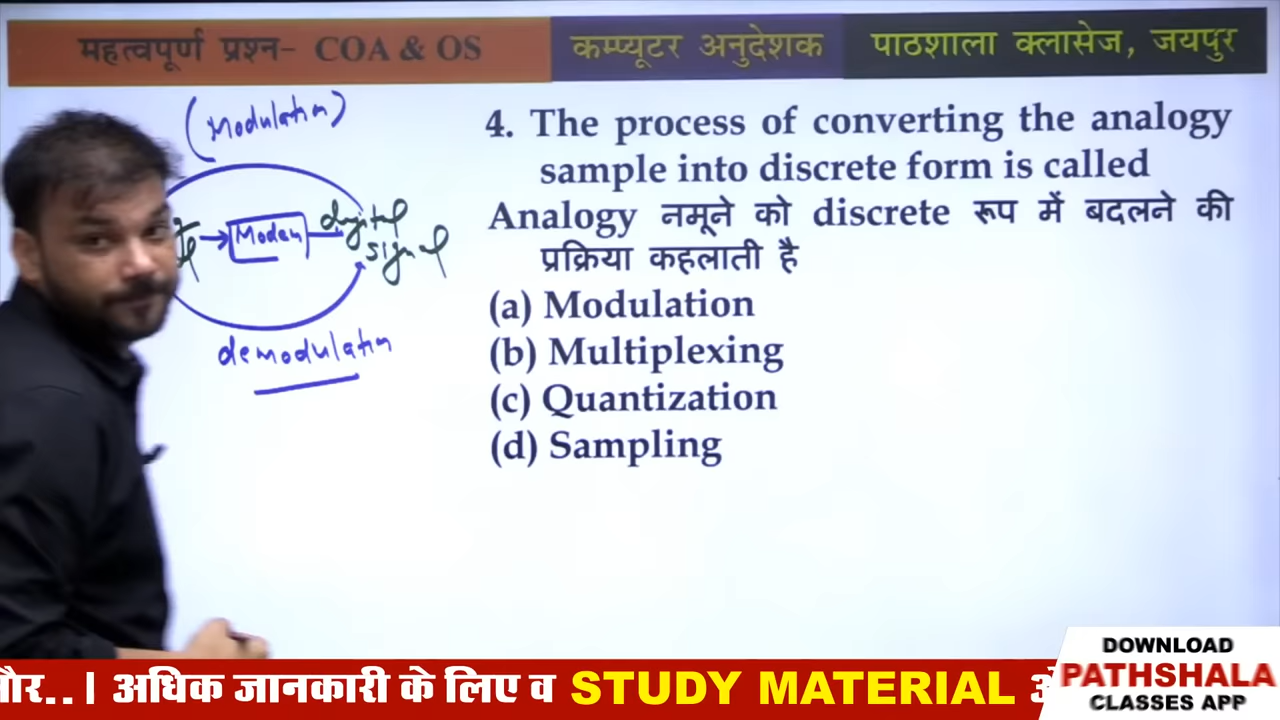 महत्वपूर्ण प्रश्न- COA & OS
कम्प्यूटर अनुदेशक
पाठशाला क्लासेज, जयपुर
(Modulation)
Modem
digital
signal
demodulation
4. The process of converting the analogy
sample into discrete form is called
Analogy नमूने को discrete रूप में बदलने की
प्रक्रिया कहलाती है
(a) Modulation
(b) Multiplexing
(c) Quantization
(d) Sampling
और..। अधिक जानकारी के लिए व STUDY MATERIAL
DOWNLOAD
PATHSHALA
CLASSES APP